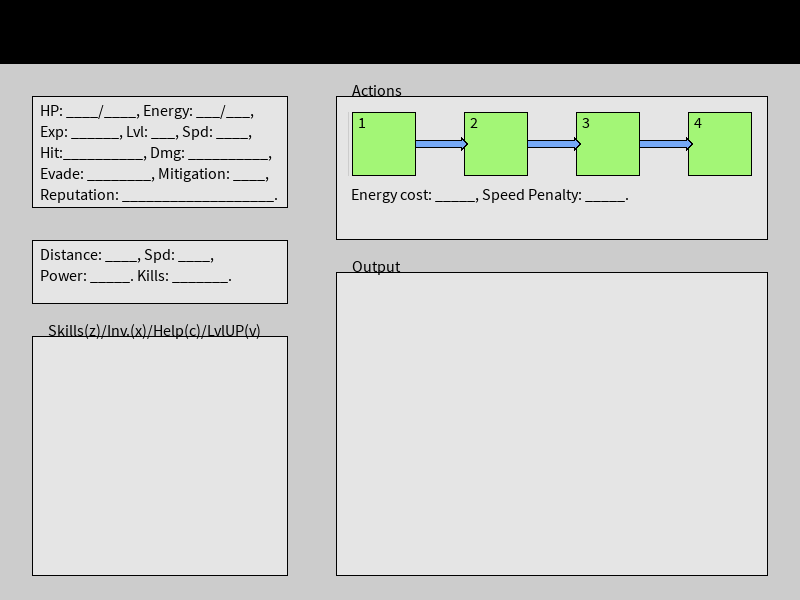 HP: ____/____, Energy: ___/___,
Exp: ______, Lvl: ___, Spd: ____,
Hit:__________, Dmg: __________,
Evade: ________, Mitigation: ____,
Reputation: ___________________.
Distance: ____, Spd: ____,
Power: _____. Kills: _______.
Skills(z)/Inv.(x)/Help(c)/LvlUP(v)
Actions
1 2 3 4
Energy cost: _____, Speed Penalty: _____.
Output